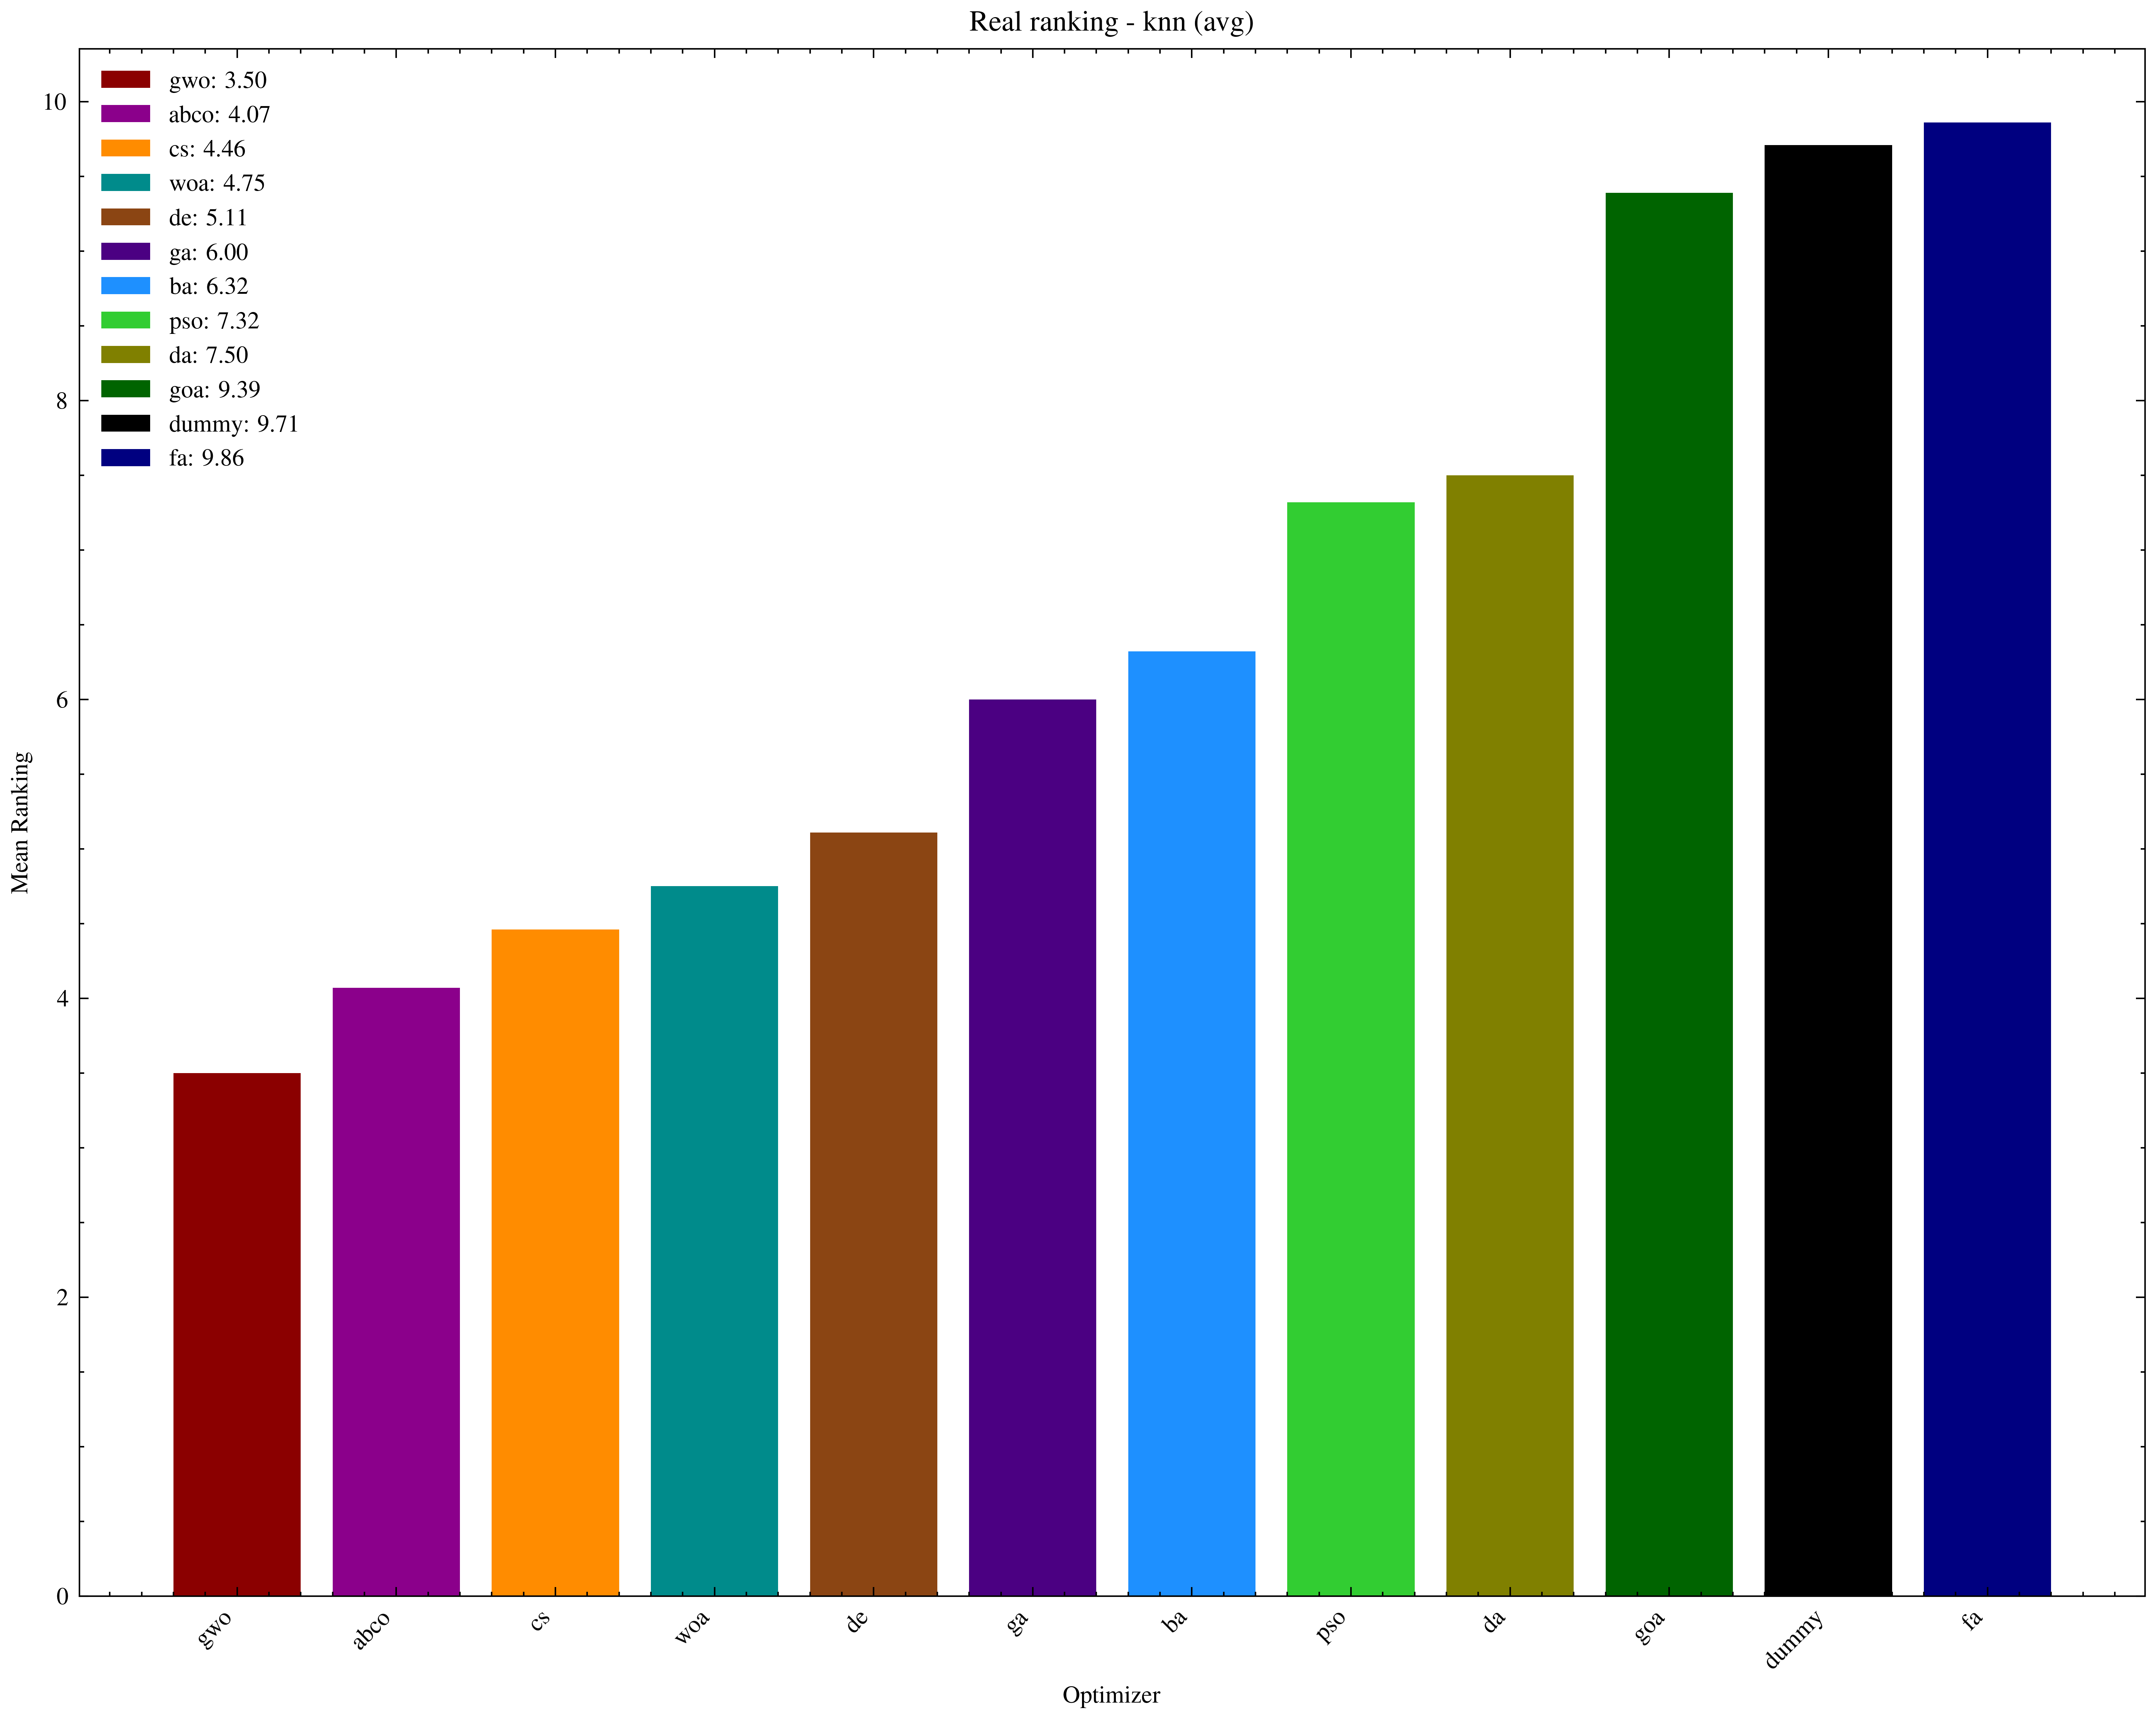 Real ranking - knn (avg)
gwo: 3.50
abco: 4.07
cs: 4.46
woa: 4.75
de: 5.11
ga: 6.00
ba: 6.32
pso: 7.32
da: 7.50
goa: 9.39
dummy: 9.71
fa: 9.86
10
8
6
4
2
0
Mean Ranking
gwo
abco
cs
woa
de
ga
ba
pso
da
goa
dummy
fa
Optimizer